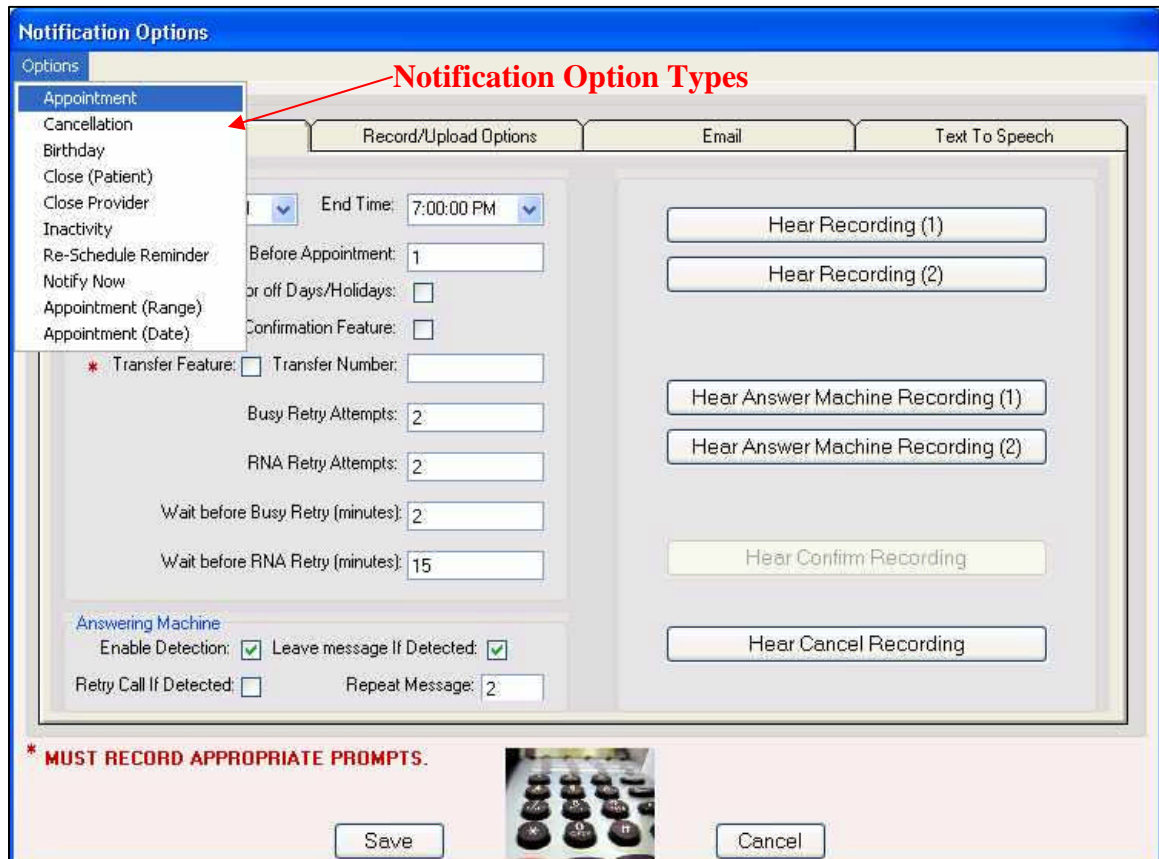 Notification Options
Options
Notification Option Types
Appointment
Cancellation
Birthday
Close (Patient)
Close Provider
Inactivity
Re-Schedule Reminder
Notify Now
Appointment (Range)
Appointment (Date)
Record/Upload Options
Email
Text To Speech
End Time: 7:00:00 PM
Before Appointment: 1
or off Days/Holidays:
Confirmation Feature:
* Transfer Feature: Transfer Number:
Busy Retry Attempts: 2
RNA Retry Attempts: 2
Wait before Busy Retry (minutes): 2
Wait before RNA Retry (minutes): 15
Answering Machine
Enable Detection: Leave message If Detected:
Retry Call If Detected: Repeat Message: 2
Hear Recording (1)
Hear Recording (2)
Hear Answer Machine Recording (1)
Hear Answer Machine Recording (2)
Hear Confirm Recording
Hear Cancel Recording
* MUST RECORD APPROPRIATE PROMPTS.
Save
Cancel